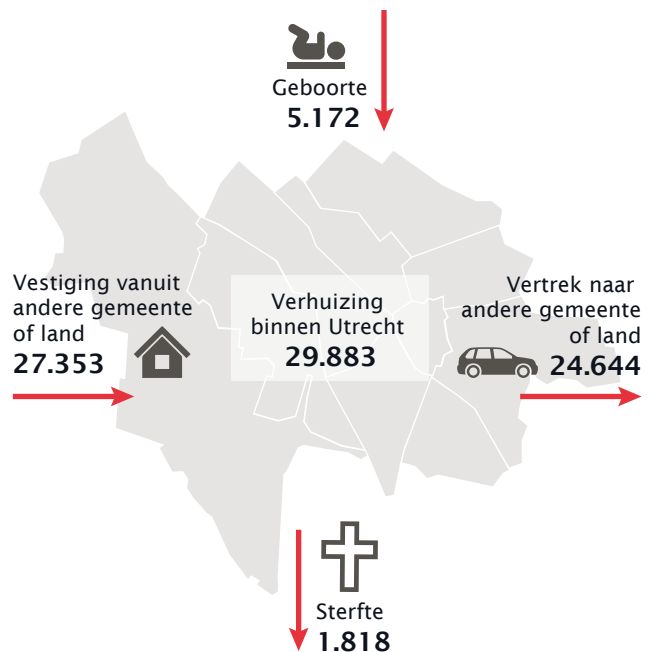 Geboorte
5.172
Vestiging vanuit
andere gemeente
of land
27.353
Verhuizing
binnen Utrecht
29.883
Vertrek naar
andere gemeente
of land
24.644
Sterfte
1.818